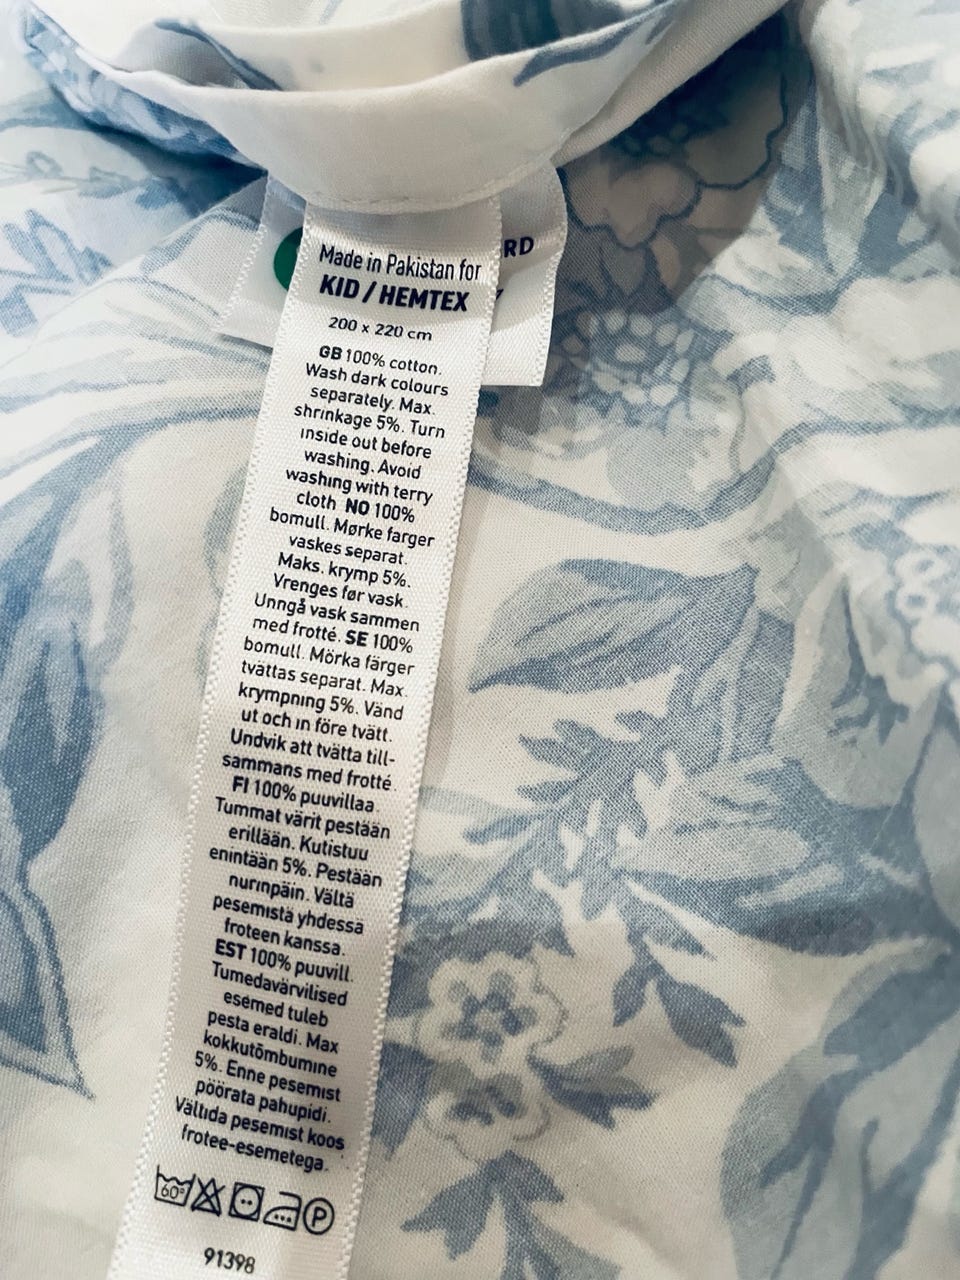 RD
Made in Pakistan for
KID / HEMTEX
200 x 220 cm
GB 100% cotton.
Wash dark colours
separately. Max.
shrinkage 5%. Turn
inside out before
washing. Avoid
washing with terry
cloth NO 100%
bomull. Mørke farger
vaskes separat.
Maks. krymp 5%.
Vrenges før vask.
Unngå vask sammen
med frotté. SE 100%
bomull. Mörka färger
tvättas separat. Max.
krympning 5%. Vänd
ut och in före tvätt.
Undvik att tvätta till-
sammans med frotté.
FI 100% puuvillaa.
Tummat värit pestään
erillään. Kutistuu
enintään 5%. Pestään
nurinpäin. Vältä
pesemistä yhdessä
froteen kanssa.
EST 100% puuvill.
Tumedavärvilised
esemed tuleb
pesta eraldi. Max
kokkutõmbumine
5%. Enne pesemist
pöörata pahupidi.
Vältida pesemist koos
frotee-esemetega.
60° P
91398